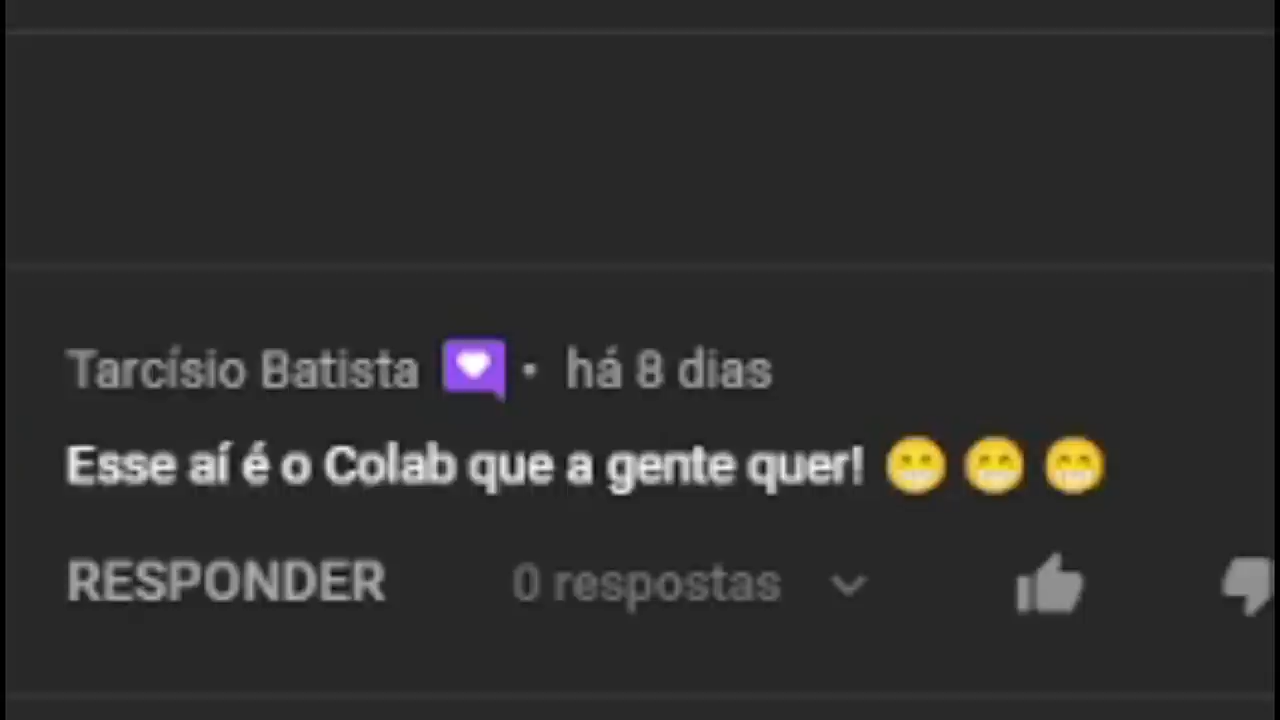 Tarcísio Batista • há 8 dias
Esse aí é o Colab que a gente quer! 😁 😁 😁
RESPONDER 0 respostas